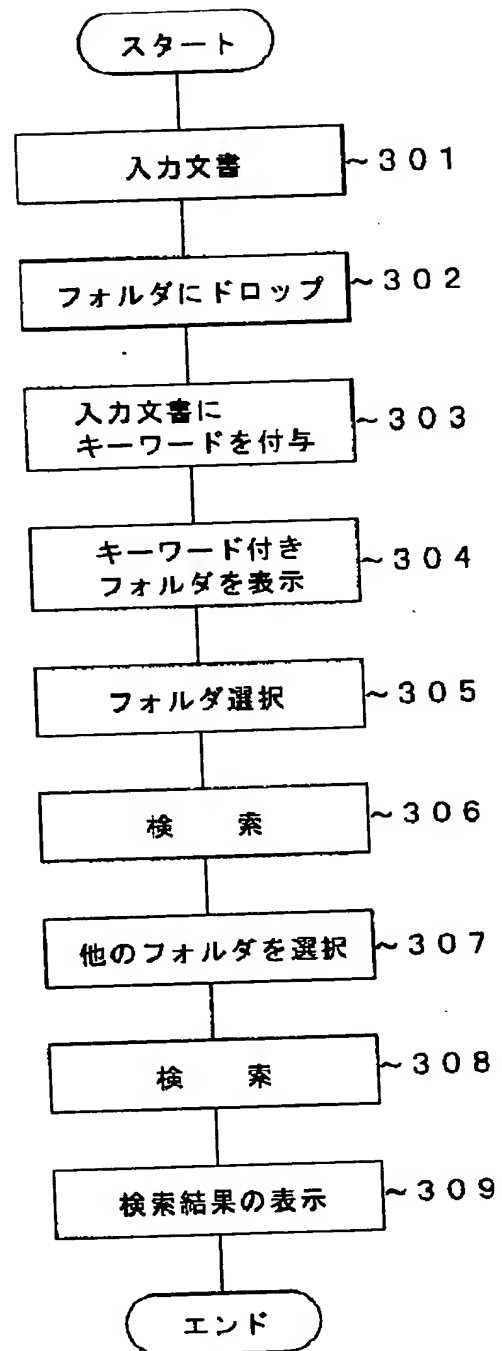 スタート
入力文書 ~301
フォルダにドロップ ~302
入力文書に
キーワードを付与 ~303
キーワード付き
フォルダを表示 ~304
フォルダ選択 ~305
検 索 ~306
他のフォルダを選択 ~307
検 索 ~308
検索結果の表示 ~309
エンド